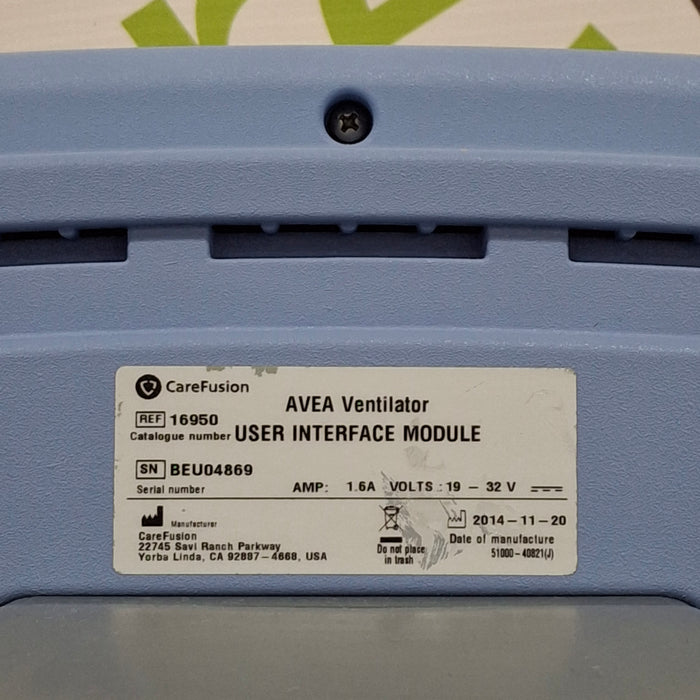 CareFusion
AVEA Ventilator
REF 16950
Catalogue number USER INTERFACE MODULE
SN BEU04869
Serial number AMP: 1.6A VOLTS : 19 - 32 V
Manufacturer
2014-11-20
CareFusion
22745 Savi Ranch Parkway
Yorba Linda, CA 92887-4668, USA
Do not place
in trash
Date of manufacture
51000-40821(J)